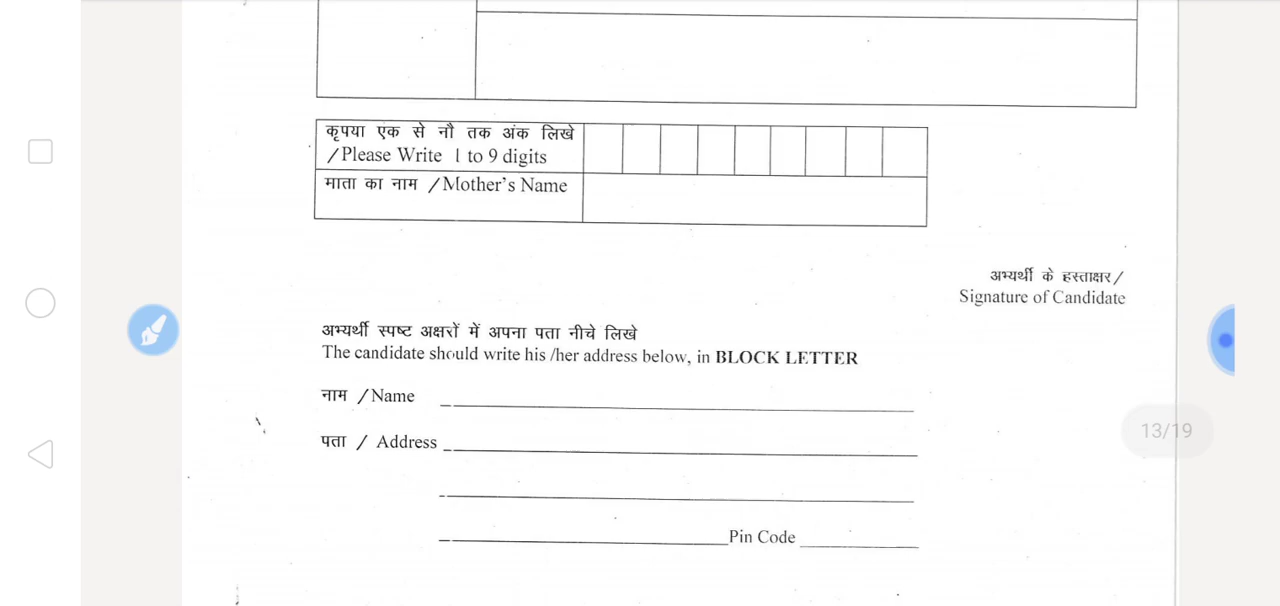 कृपया एक से नौ तक अंक लिखे
/Please Write 1 to 9 digits
माता का नाम /Mother's Name
अभ्यर्थी के हस्ताक्षर/
Signature of Candidate
अभ्यर्थी स्पष्ट अक्षरों में अपना पता नीचे लिखे
The candidate should write his /her address below, in BLOCK LETTER
नाम /Name
पता / Address
Pin Code
13/19